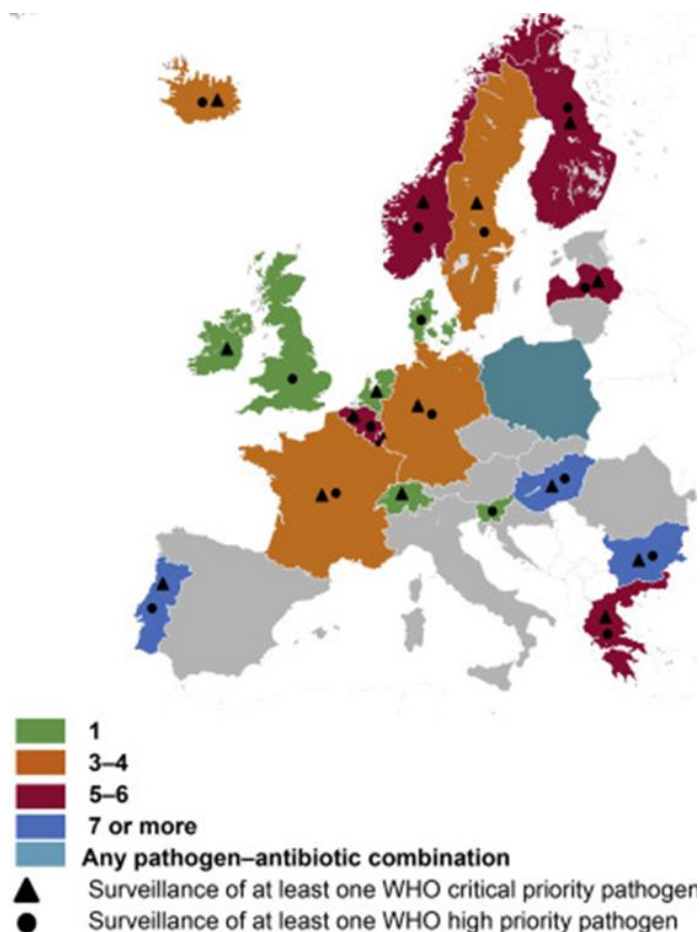 1
3–4
5–6
7 or more
Any pathogen–antibiotic combination
Surveillance of at least one WHO critical priority pathogen
Surveillance of at least one WHO high priority pathogen